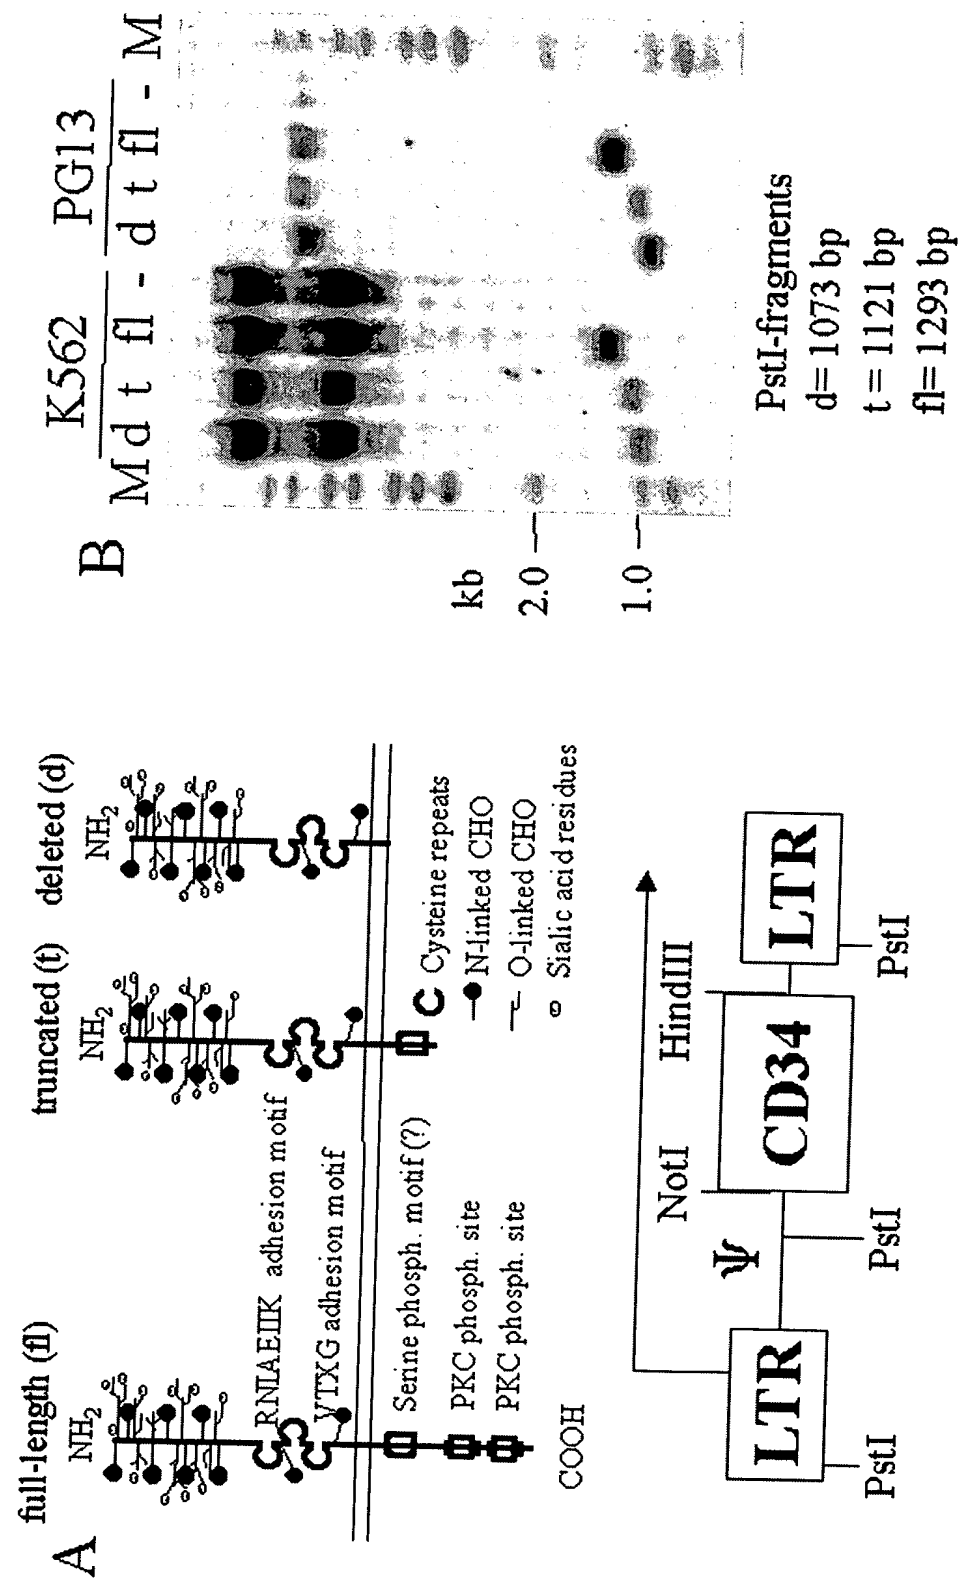 A
full-length (fl)
truncated (t)
deleted (d)
NH2
NH2
NH2
RNIAEIIK adhesion motif
VTXG adhesion motif
Serine phosph. motif (?)
PKC phosph. site
PKC phosph. site
COOH
Cysteine repeats
N-linked CHO
O-linked CHO
Sialic acid residues
NotI
HindIII
Ψ
LTR
CD34
LTR
PstI
PstI
PstI
B
K562 PG13
M d t fl - d t fl - M
kb
2.0
1.0
PstI-fragments
d= 1073 bp
t = 1121 bp
fl= 1293 bp